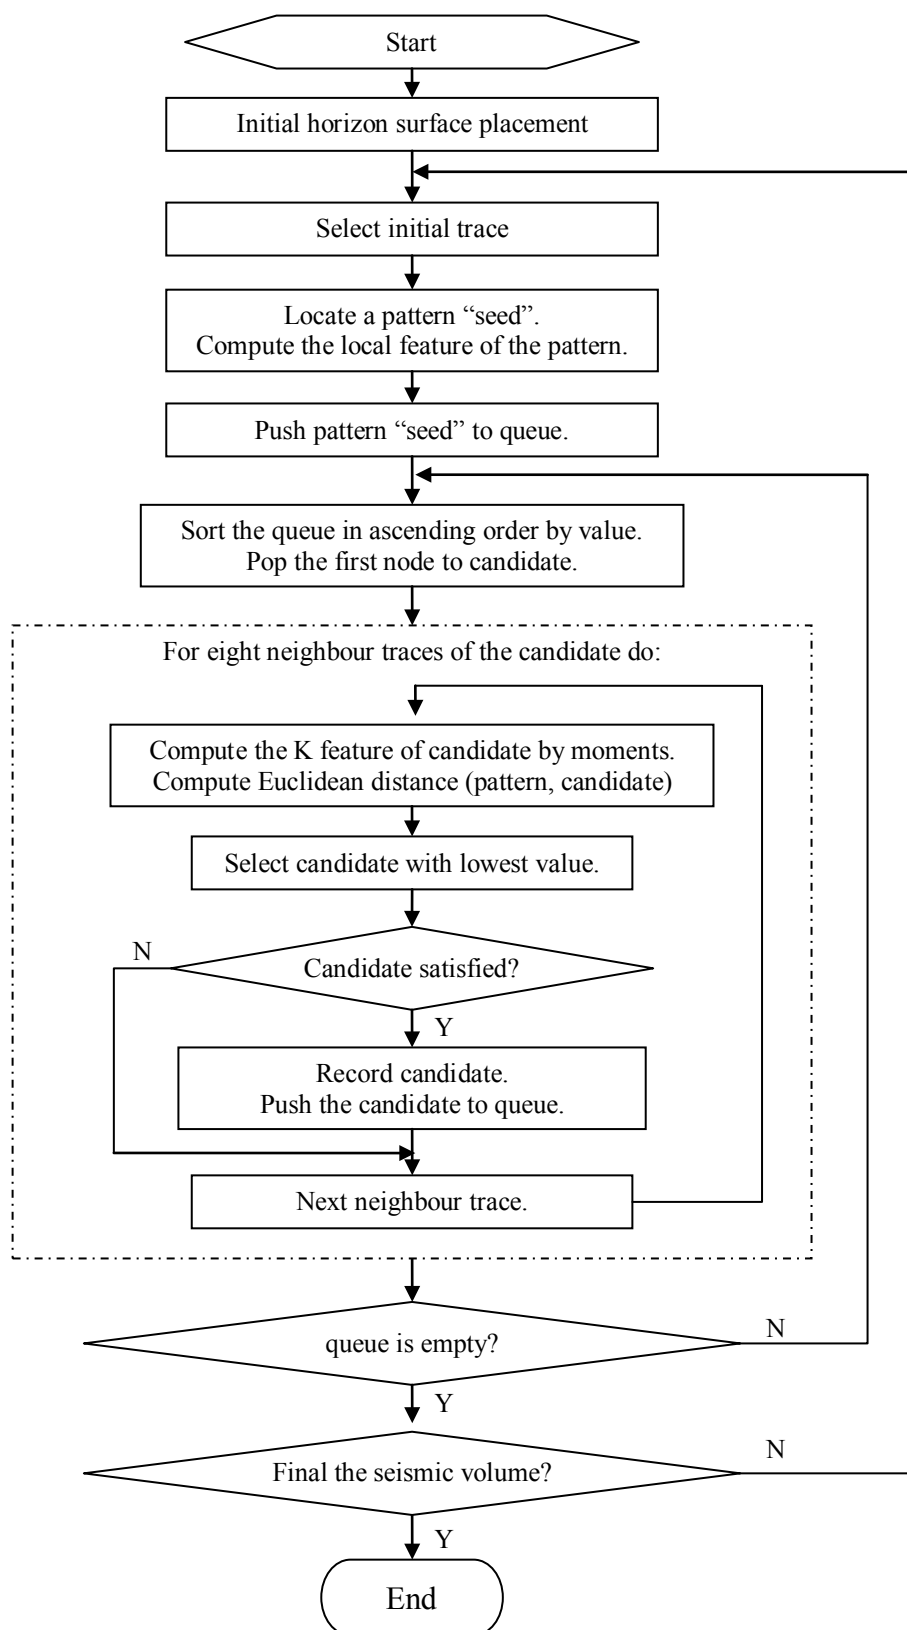 Start
Initial horizon surface placement
Select initial trace
Locate a pattern “seed”.
Compute the local feature of the pattern.
Push pattern “seed” to queue.
Sort the queue in ascending order by value.
Pop the first node to candidate.
For eight neighbour traces of the candidate do:
Compute the K feature of candidate by moments.
Compute Euclidean distance (pattern, candidate)
Select candidate with lowest value.
N
Candidate satisfied?
Y
Record candidate.
Push the candidate to queue.
Next neighbour trace.
queue is empty?
N
Y
Final the seismic volume?
N
Y
End